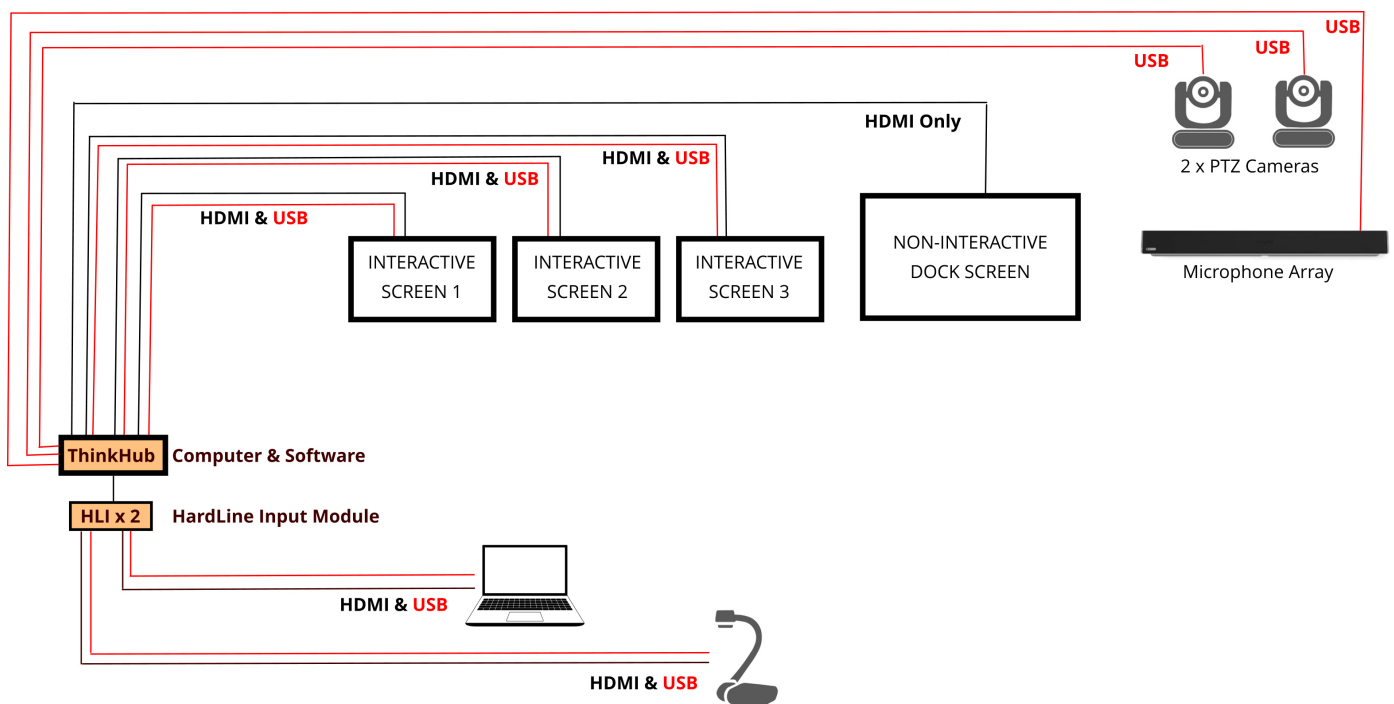 USB
USB
USB
HDMI Only
HDMI & USB
HDMI & USB
HDMI & USB
2 x PTZ Cameras
INTERACTIVE
SCREEN 1
INTERACTIVE
SCREEN 2
INTERACTIVE
SCREEN 3
NON-INTERACTIVE
DOCK SCREEN
Microphone Array
ThinkHub
Computer & Software
HLI x 2
HardLine Input Module
HDMI & USB
HDMI & USB